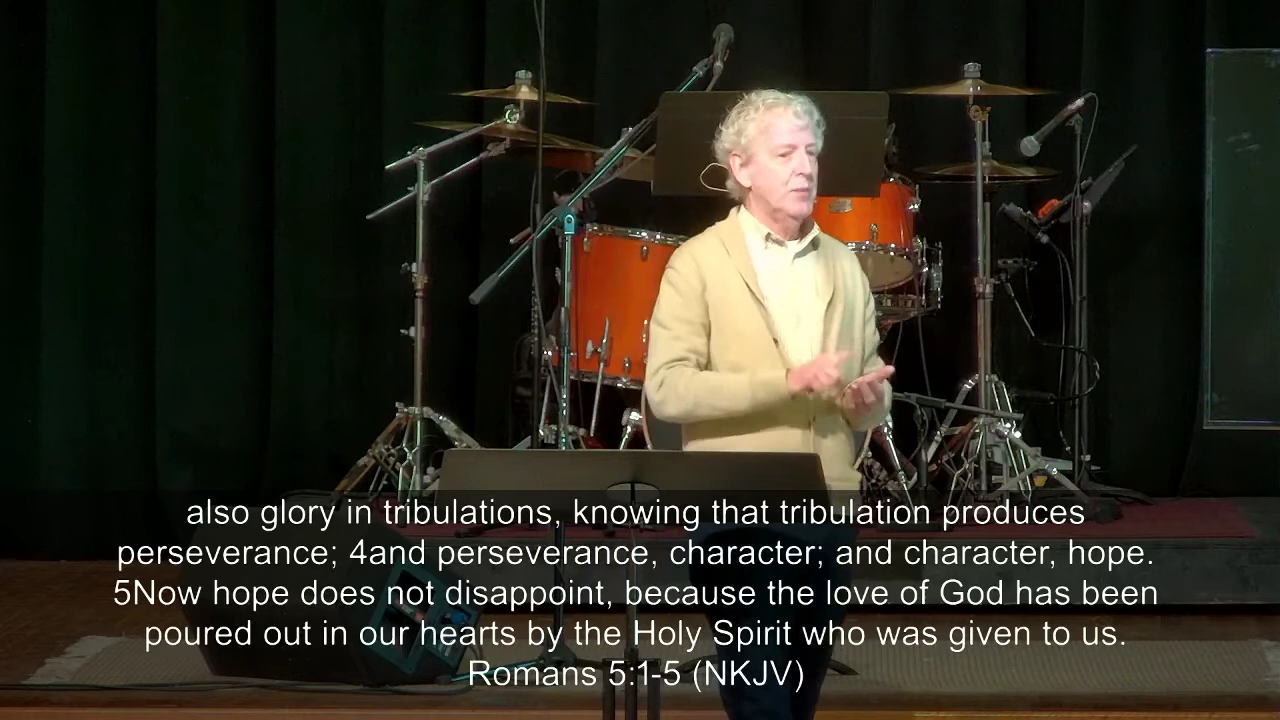 also glory in tribulations, knowing that tribulation produces
perseverance; 4and perseverance, character; and character, hope.
5Now hope does not disappoint, because the love of God has been
poured out in our hearts by the Holy Spirit who was given to us.
Romans 5:1-5 (NKJV)